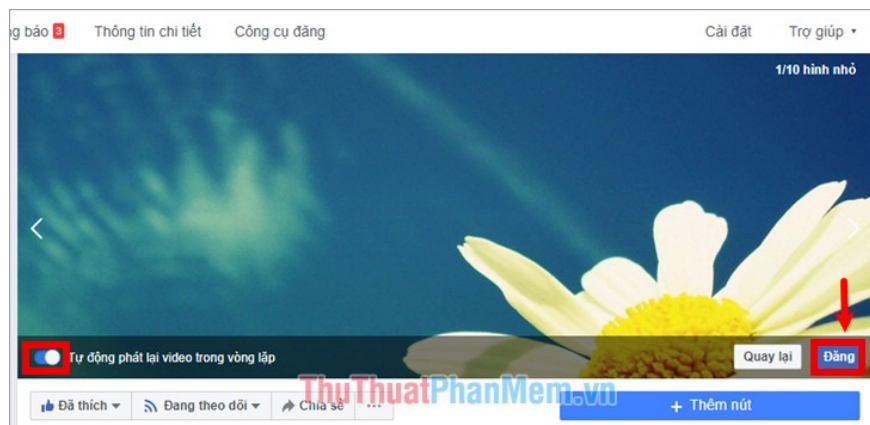 g báo 3 Thông tin chi tiết Công cụ đăng Cài đặt Trợ giúp
1/10 hình nhỏ
Tự động phát lại video trong vòng lặp Quay lại Đăng
ThuThuatPhanMem.vn
Đã thích Đang theo dõi Chia sẻ ... + Thêm nút